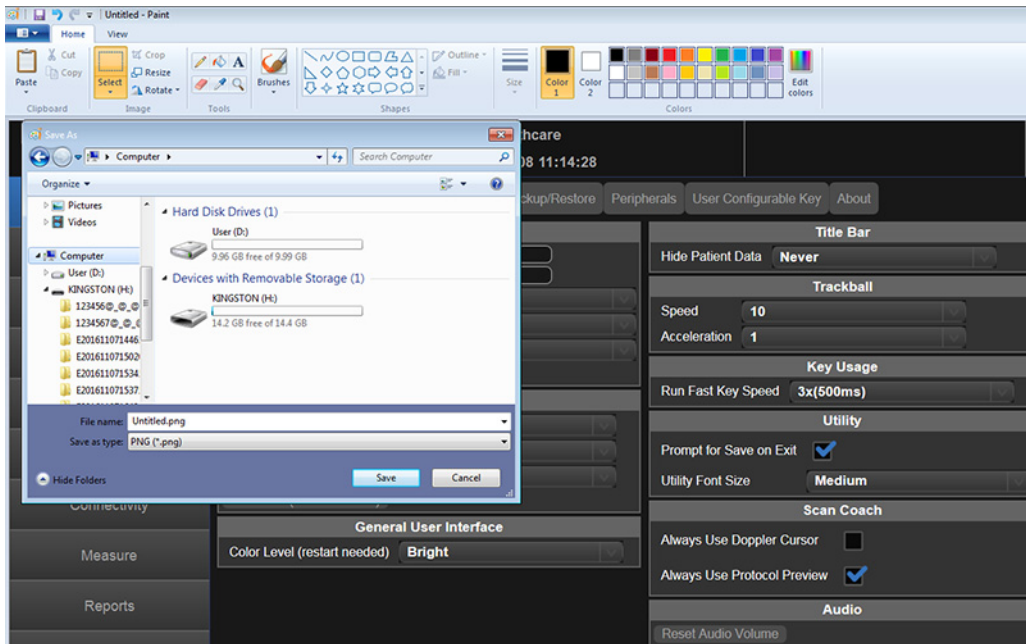 Untitled - Paint
Home View
Paste
Cut
Copy
Clipboard
Select
Crop
Resize
Rotate
Image
Tools
Brushes
Outline
Fill
Shapes
Size
Color 1
Color 2
Edit colors
Colors
Save As
Computer
Search Computer
Organize
Pictures
Videos
Computer
User (D:)
KINGSTON (H:)
123456@_@_@
1234567@_@_
E201611071446
E20161107150
E201611071534
E201611071537
Hard Disk Drives (1)
User (D:)
9.96 GB free of 9.99 GB
Devices with Removable Storage (1)
KINGSTON (H:)
14.2 GB free of 14.4 GB
File name: Untitled.png
Save as type: PNG (*.png)
Hide Folders
Save Cancel
hcare
08 11:14:28
ckup/Restore Peripherals User Configurable Key About
Title Bar
Hide Patient Data Never
Trackball
Speed 10
Acceleration 1
Key Usage
Run Fast Key Speed 3x(500ms)
Utility
Prompt for Save on Exit
Utility Font Size Medium
Scan Coach
Always Use Doppler Cursor
Always Use Protocol Preview
Audio
Reset Audio Volume
General User Interface
Color Level (restart needed) Bright
Connectivity
Measure
Reports